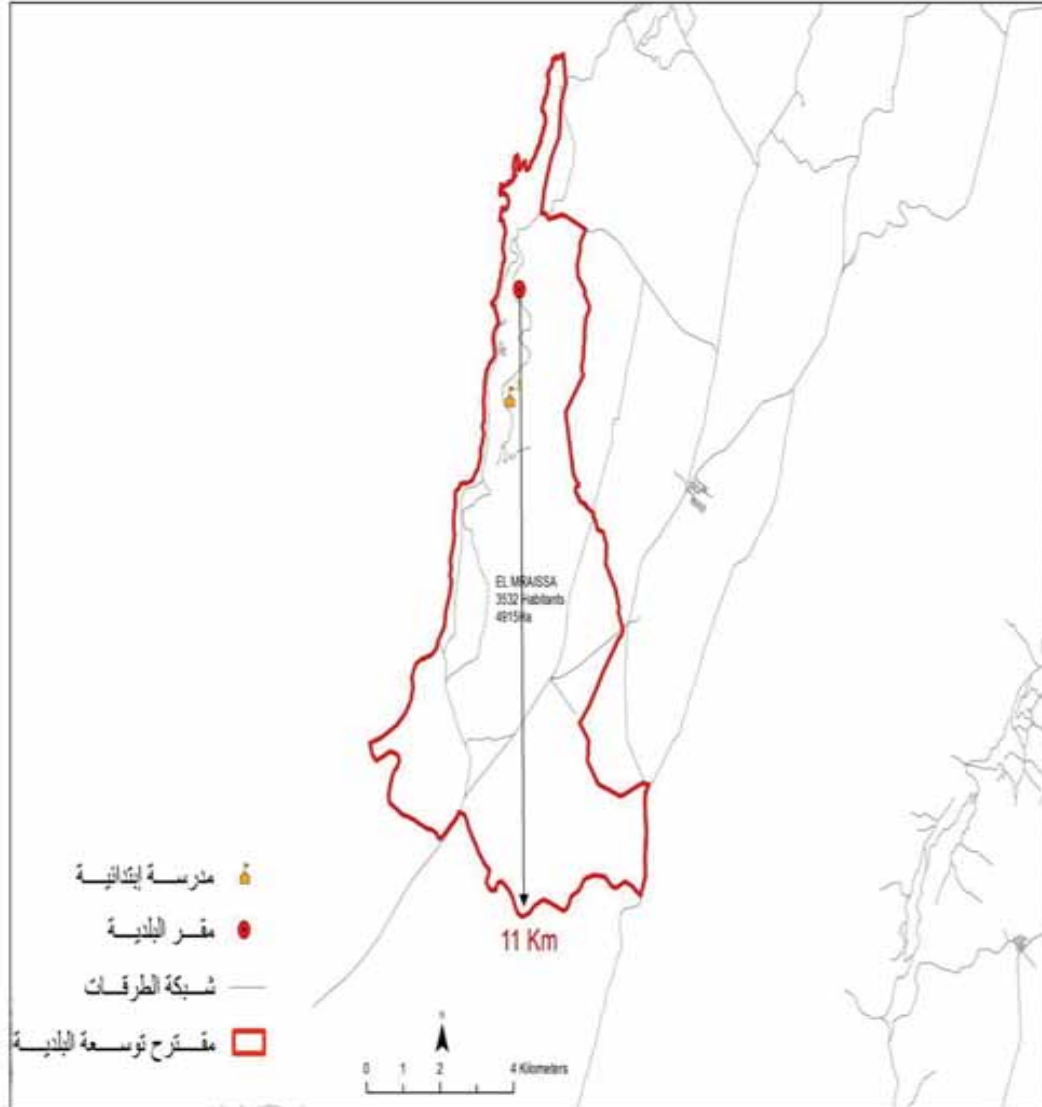 EL MRAISSA
3532 Habitants
4915Ha
11 Km
مدرسة إبتدائية
مقر البلدية
شبكة الطرقات
مقترح توسعة البلدية
N
0 1 2 4 Kilometers